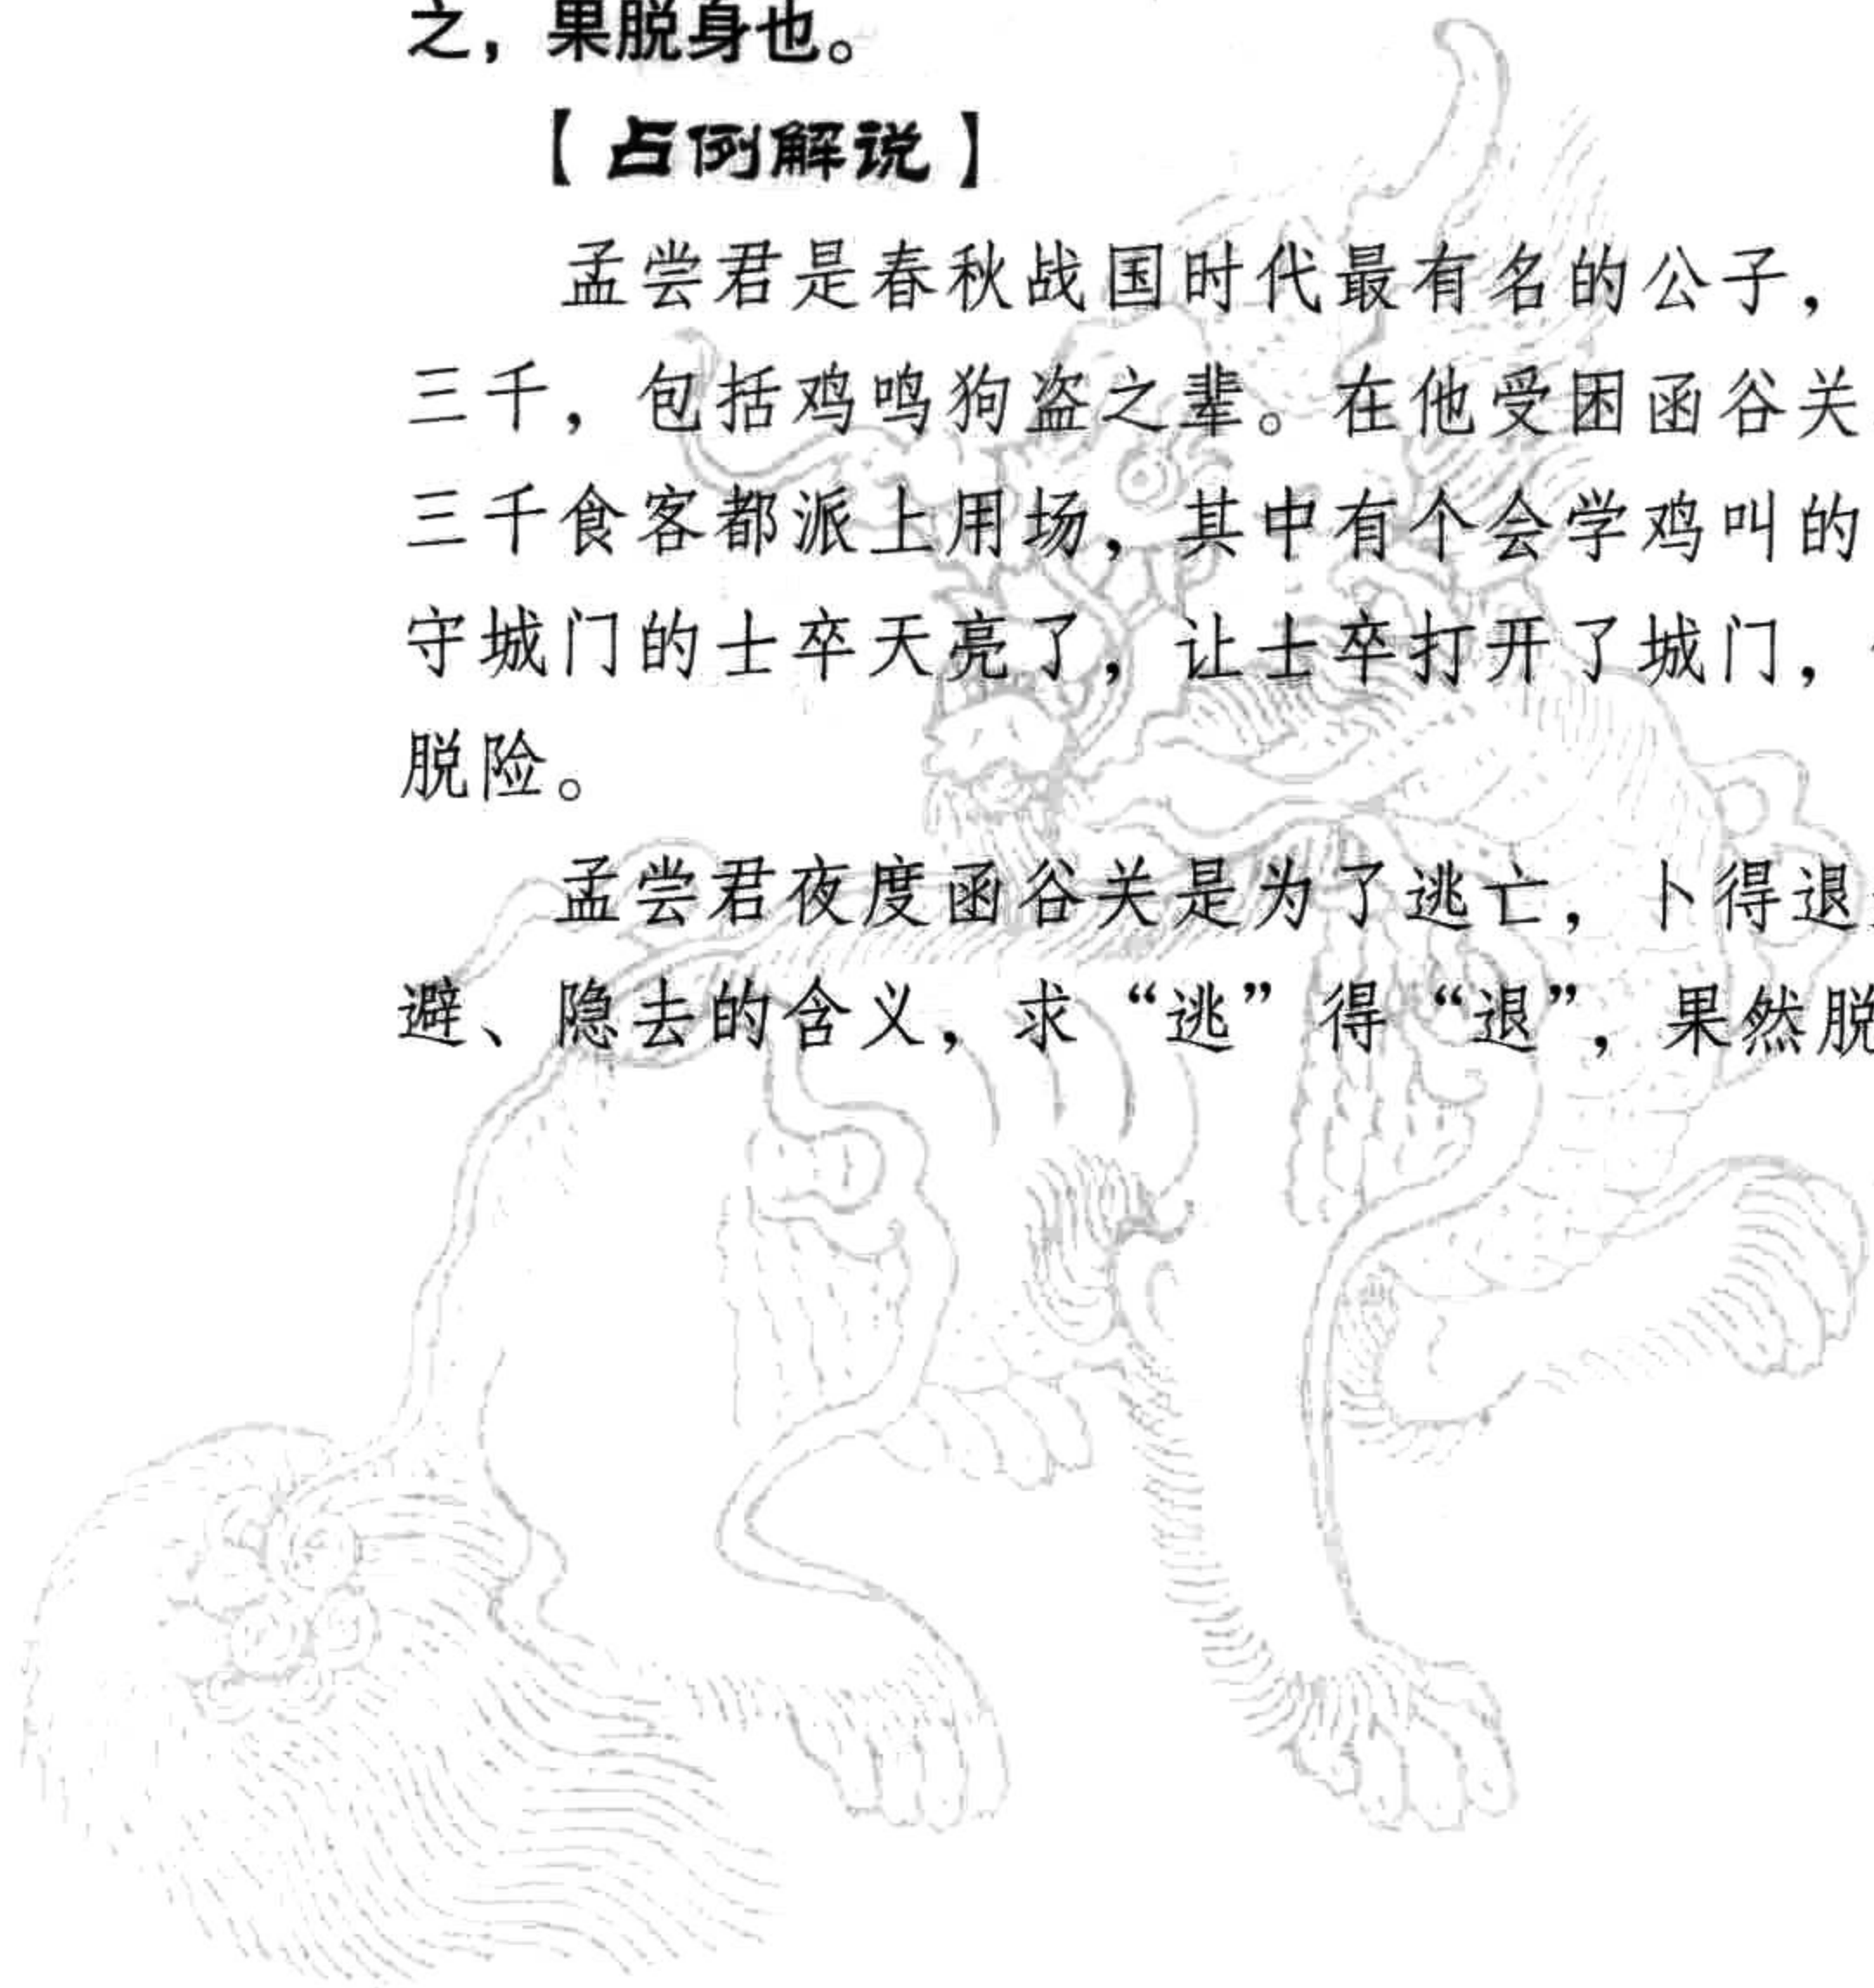 之，果脱身也。
【占例解说】
孟尝君是春秋战国时代最有名的公子，
三千，包括鸡鸣狗盗之辈。在他受困函谷关
三千食客都派上用场，其中有个会学鸡叫的
守城门的士卒天亮了，让士卒打开了城门，
脱险。
孟尝君夜度函谷关是为了逃亡，卜得退
避、隐去的含义，求“逃”得“退”，果然脱